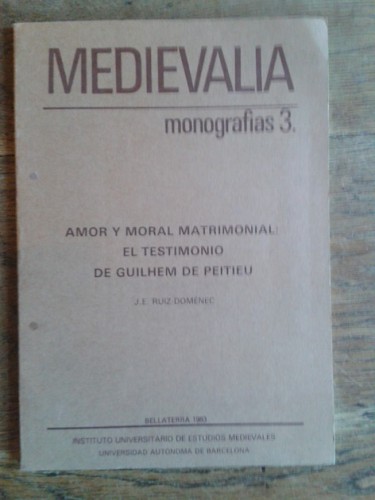 MEDIEVALIA
monografias 3.
AMOR Y MORAL MATRIMONIAL:
EL TESTIMONIO
DE GUILHEM DE PEITIEU
J.E. RUIZ DOMENEC
BELLATERRA 1983
INSTITUTO UNIVERSITARIO DE ESTUDIOS MEDIEVALES
UNIVERSIDAD AUTONOMA DE BARCELONA